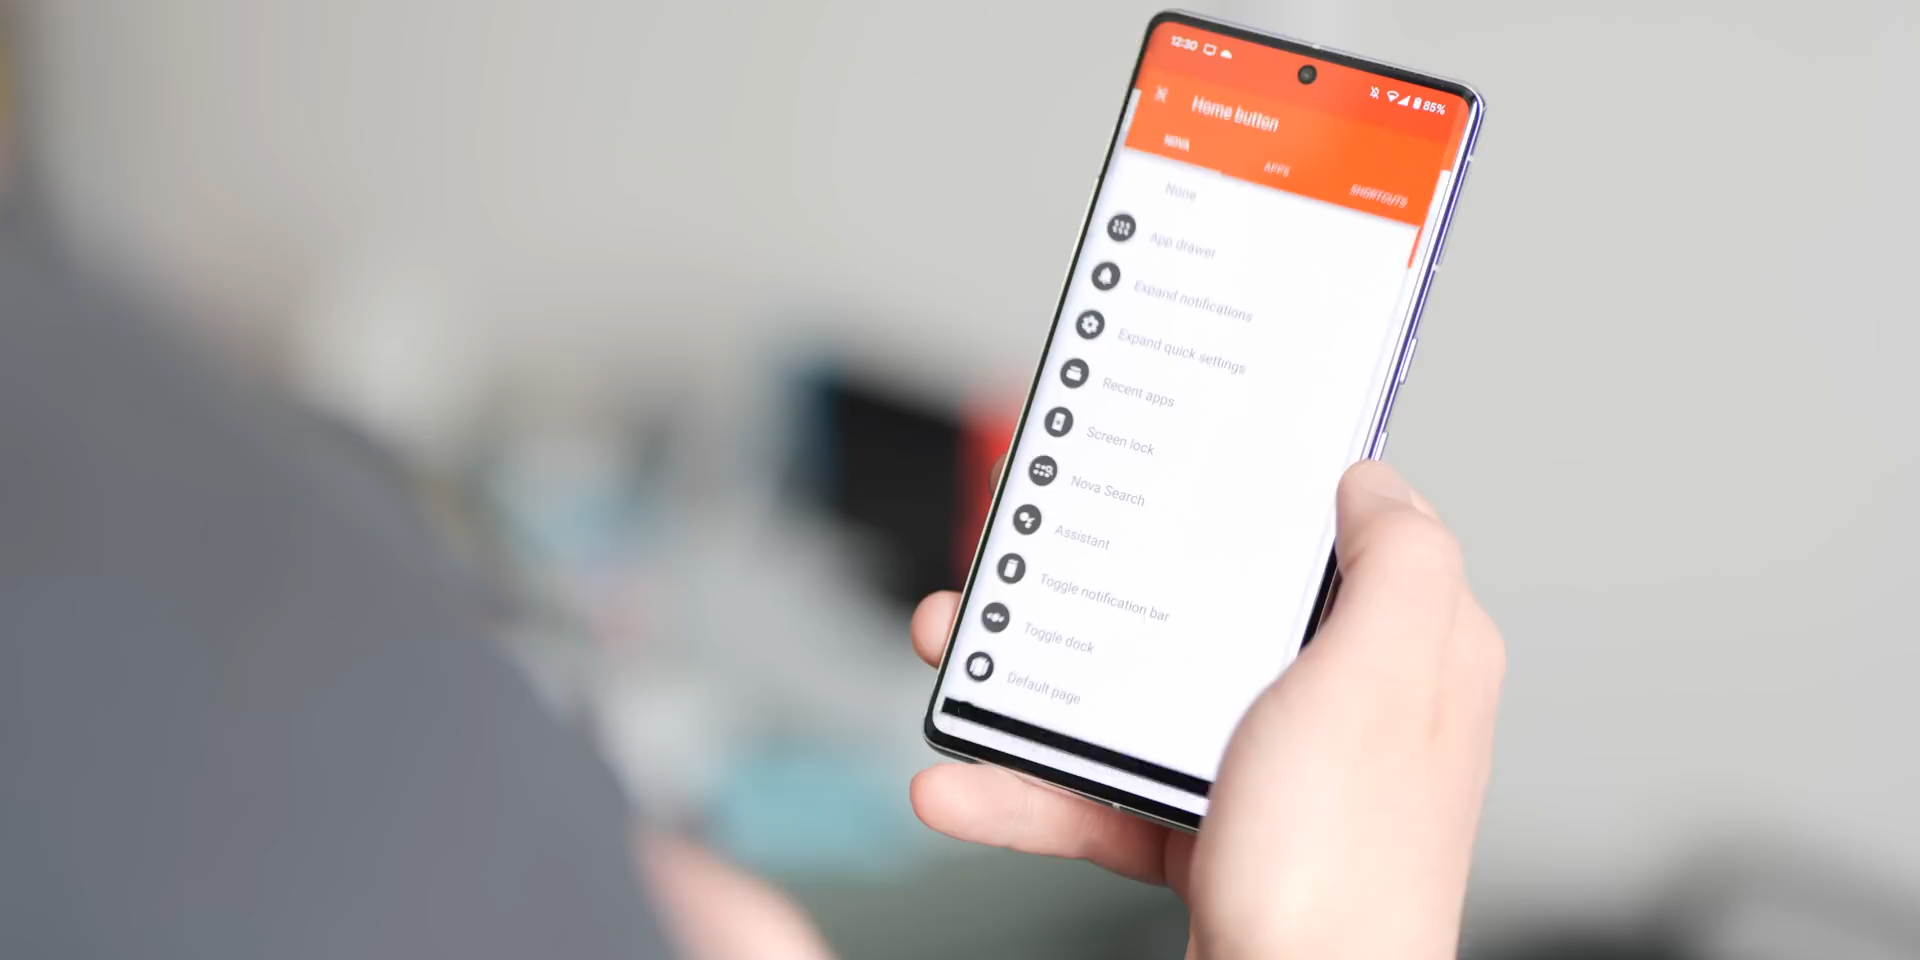 12:30
85%
Home button
NOVA
APPS
SHORTCUTS
None
App drawer
Expand notifications
Expand quick settings
Recent apps
Screen lock
Nova Search
Assistant
Toggle notification bar
Toggle dock
Default page